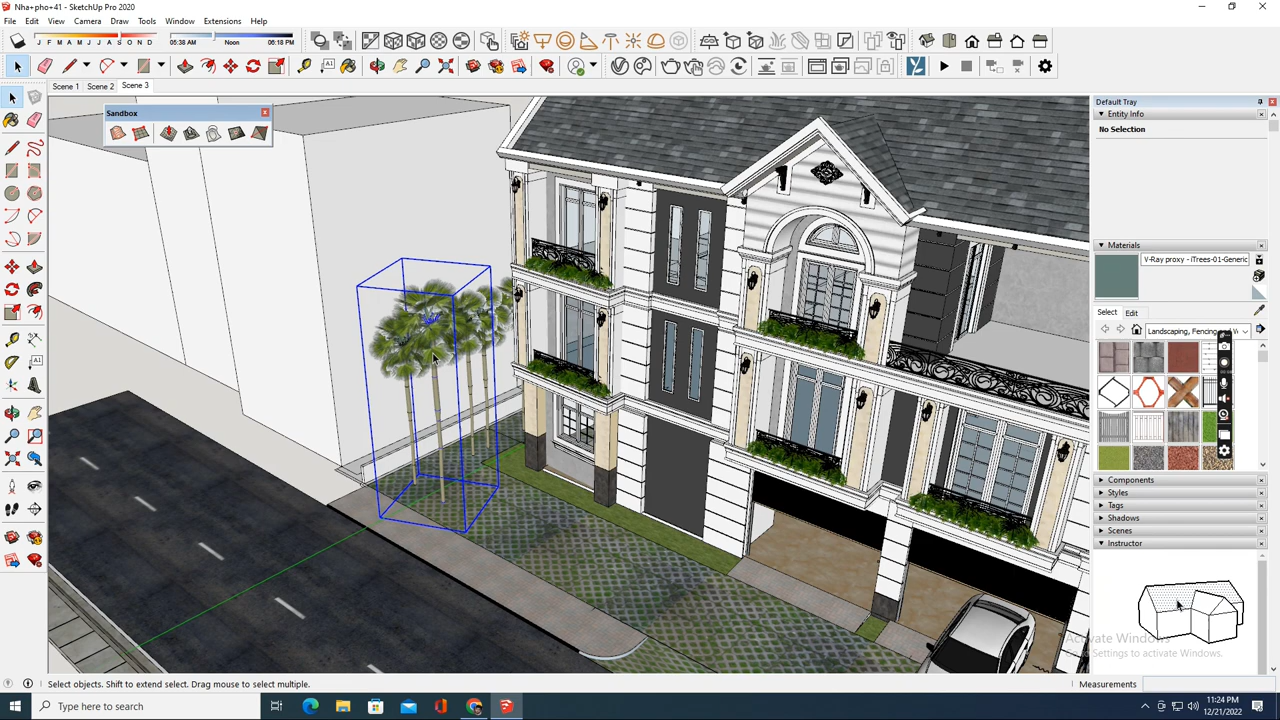 Nha+pho+41 - SketchUp Pro 2020
File Edit View Camera Draw Tools Window Extensions Help
J F M A M J J A S O N D
05:38 AM Noon 06:18 PM
Scene 1 Scene 2 Scene 3
Sandbox
Default Tray
Entity Info
No Selection
Materials
V-Ray proxy - iTrees-01-Generic
Select Edit
Landscaping, Fencing and V
Components
Styles
Tags
Shadows
Scenes
Instructor
Activate Windows
Go to Settings to activate Windows.
Select objects. Shift to extend select. Drag mouse to select multiple.
Measurements
Type here to search
11:24 PM
12/21/2022